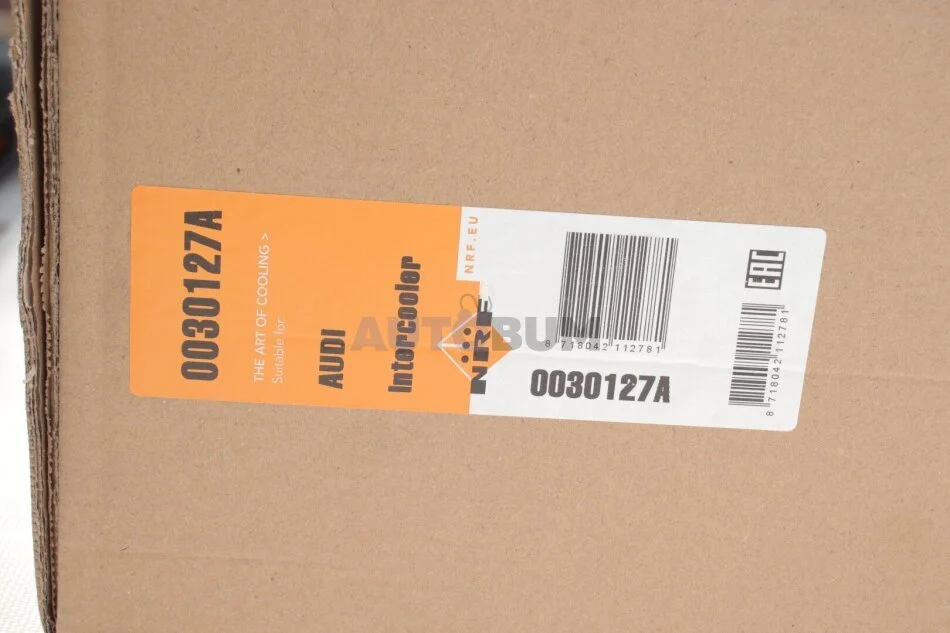 0030127A
THE ART OF COOLING >
Suitable for:
AUDI
Intercooler
NRF.EU
NRF
8 718042 112781
0030127A
EAC
8 718042 112781
AUTOBUM